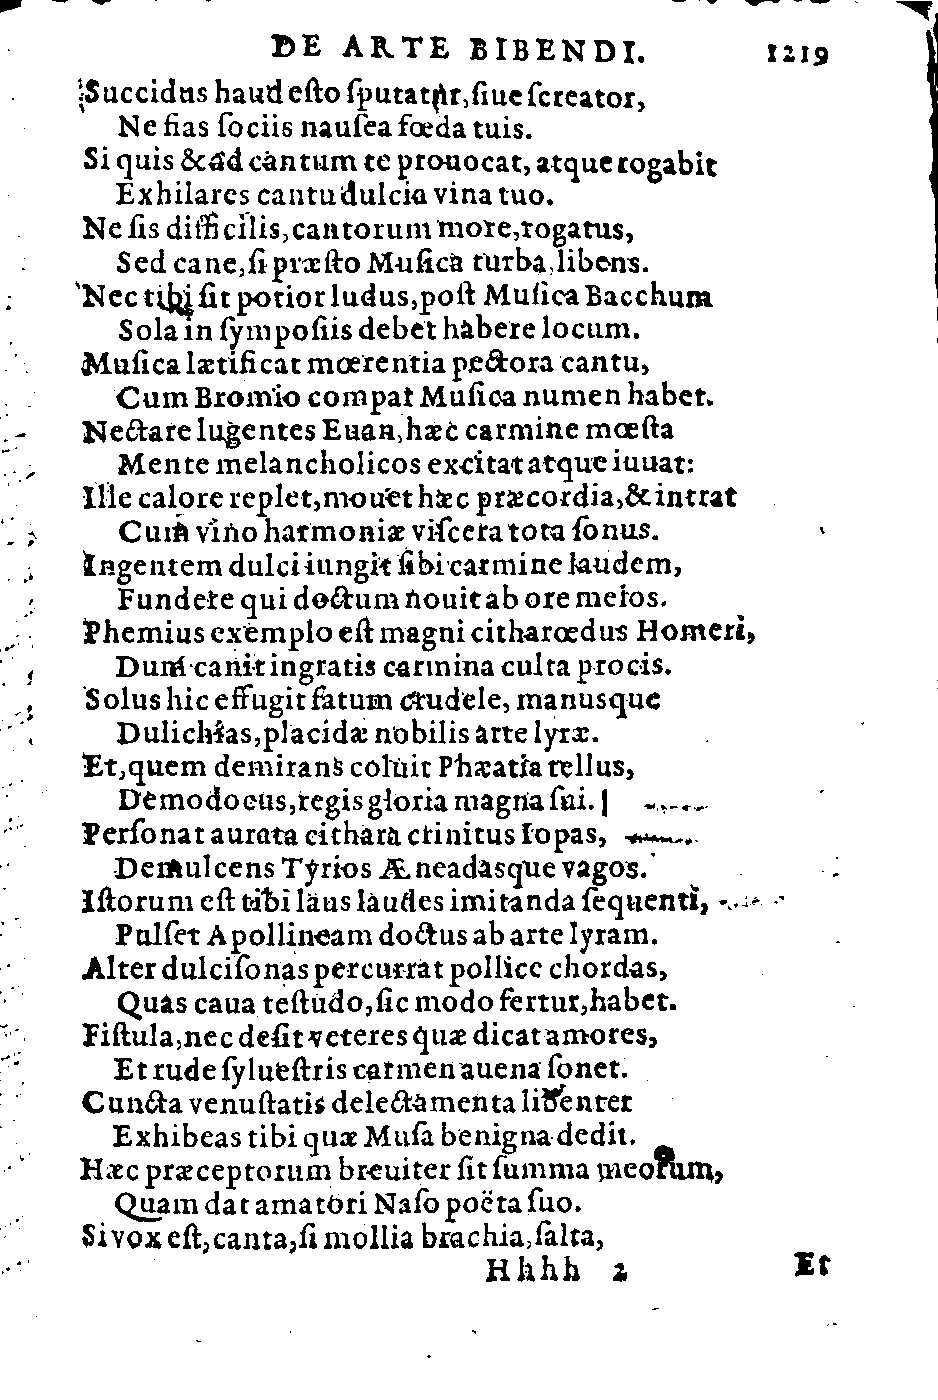 DE ARTE BIBENDI. 1219
Succidus haud esto sputatur, siue screator,
Ne fias sociis nausea fœda tuis.
Si quis & ad cantum te prouocat, atque rogabit
Exhilares cantu dulcia vina tuo.
Ne sis difficilis, cantorum more, rogatus,
Sed cane, si præsto Musica turba, libens.
Nec tibi sit potior ludus, post Musica Bacchum
Sola in symposiis debet habere locum.
Musica lætificat mœrentia pectora cantu,
Cum Bromio compar Musica numen habet.
Nectare lugentes Euan, hæc carmine mœsta
Mente melancholicos excitat atque iuuat:
Ille calore replet, mouet hæc præcordia, & intrat
Cum vino harmoniæ viscera tota sonus.
Ingentem dulci iungit sibi carmine laudem,
Fundere qui doctum nouit ab ore melos.
Phemius exemplo est magni citharœdus Homeri,
Dum canit ingratis carmina culta procis.
Solus hic effugit fatum crudele, manusque
Dulichias, placidæ nobilis arte lyræ.
Et, quem demirans coluit Phæatia tellus,
Demodocus, regis gloria magna sui.
Personat aurata cithara crinitus Iopas,
Demulcens Tyrios Æneadasque vagos.
Istorum est tibi laus laudes imitanda sequenti,
Pulset Apollineam doctus ab arte lyram.
Alter dulcisonas percurrat pollice chordas,
Quas caua testudo, sic modo fertur, habet.
Fistula, nec desit veteres quæ dicat amores,
Et rude syluestris carmen auena sonet.
Cuncta venustatis delectamenta libenter
Exhibeas tibi quæ Musa benigna dedit.
Hæc præceptorum breuiter sit summa meorum,
Quam dat amatori Naso poëta suo.
Si vox est, canta, si mollia brachia, salta,
Hhhh 2 Et